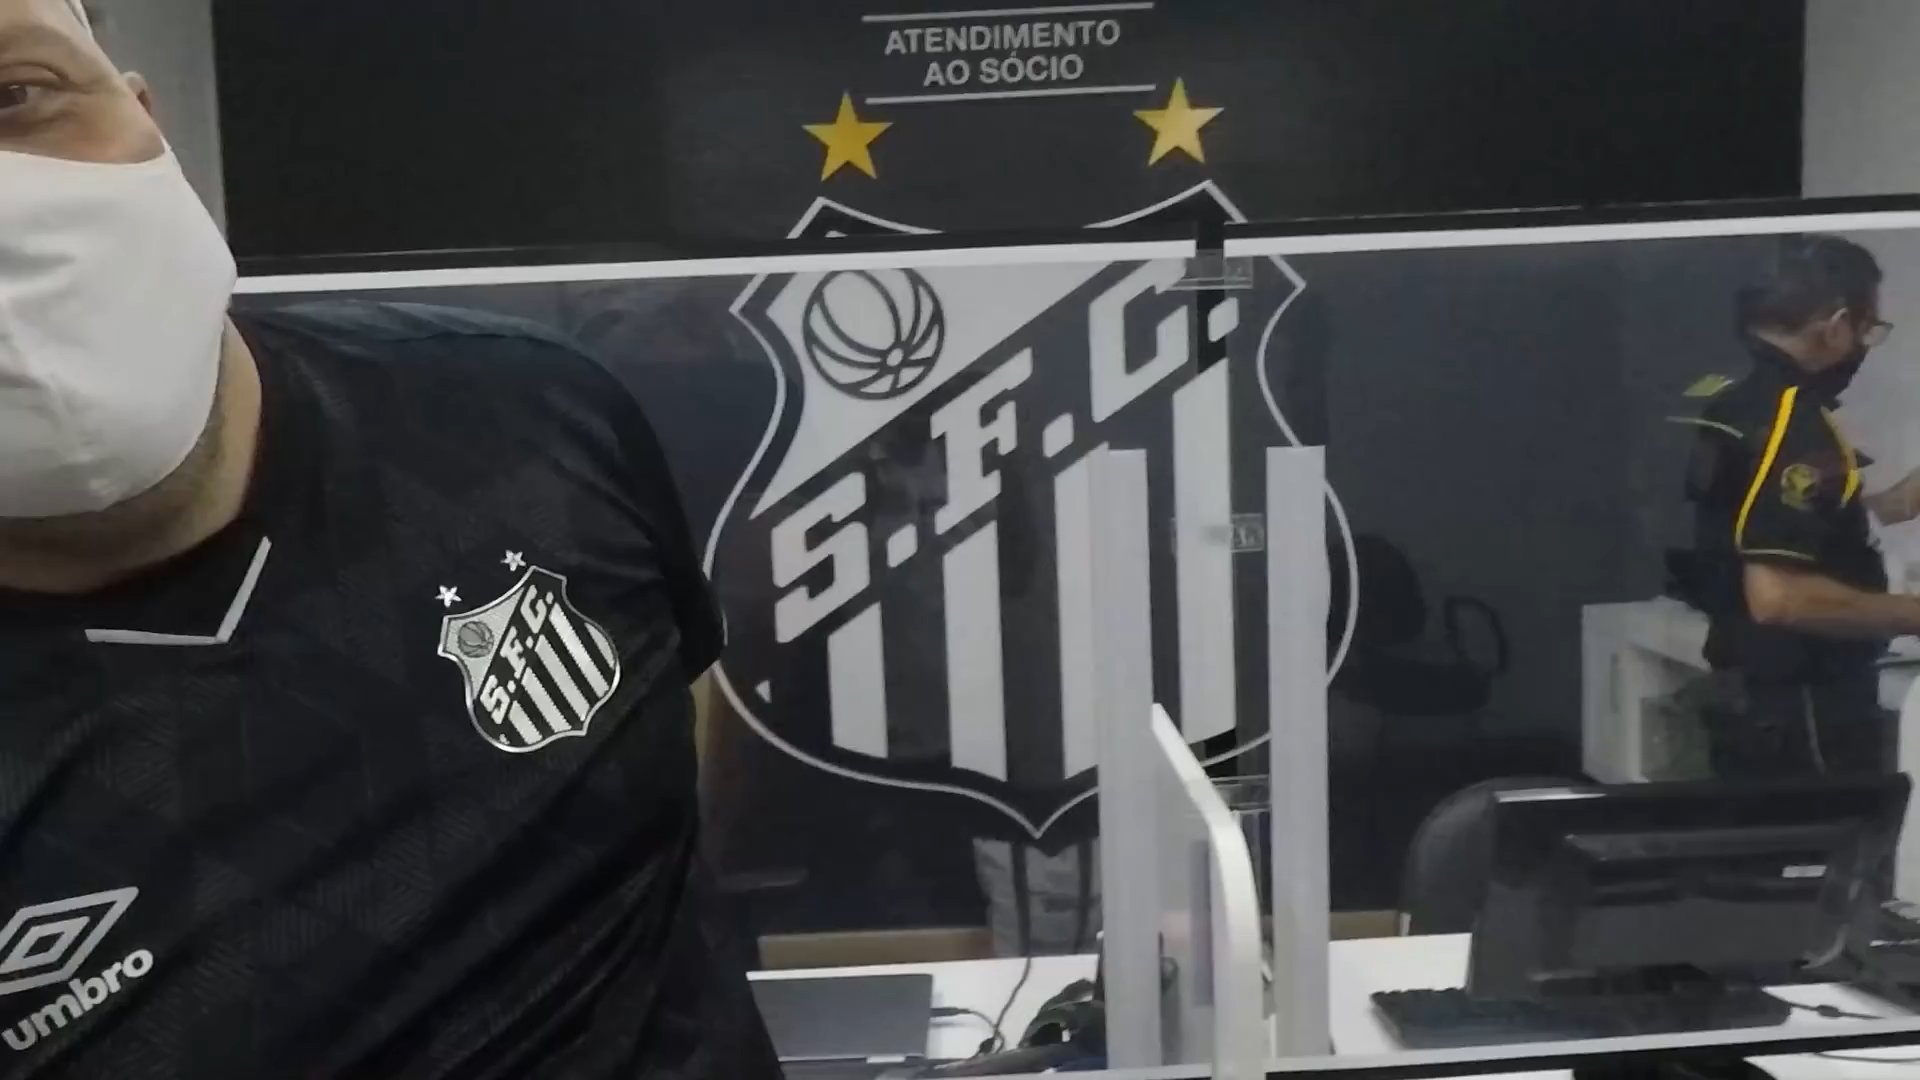 ATENDIMENTO
AO SÓCIO
S.F.C.
S.F.C.
umbro